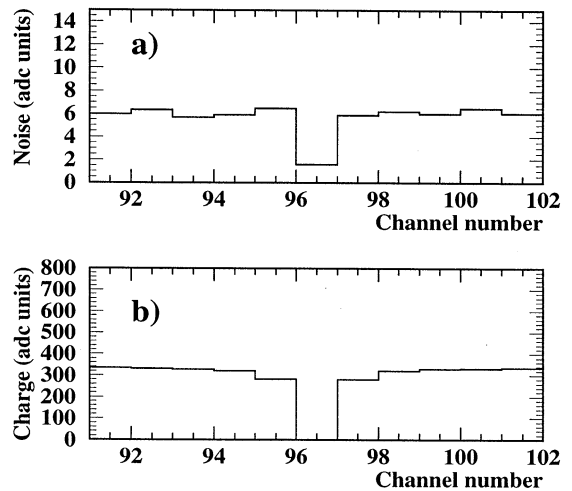 Noise (adc units)
14
12
10
8
6
4
2
0
a)
92 94 96 98 100 102
Channel number
Charge (adc units)
800
700
600
500
400
300
200
100
0
b)
92 94 96 98 100 102
Channel number